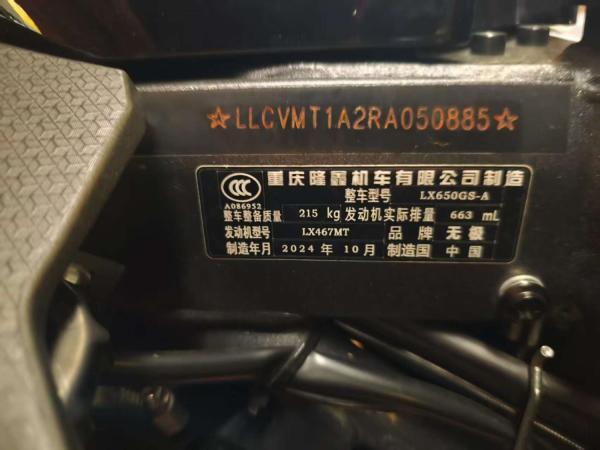 ☆LLCVMT1A2RA050885☆
重庆隆鑫机车有限公司制造
CCC
A086952
整车型号 LX650GS-A
整车整备质量 215 kg 发动机实际排量 663 mL
发动机型号 LX467MT 品牌 无极
制造年月 2024 年 10 月 制造国 中国